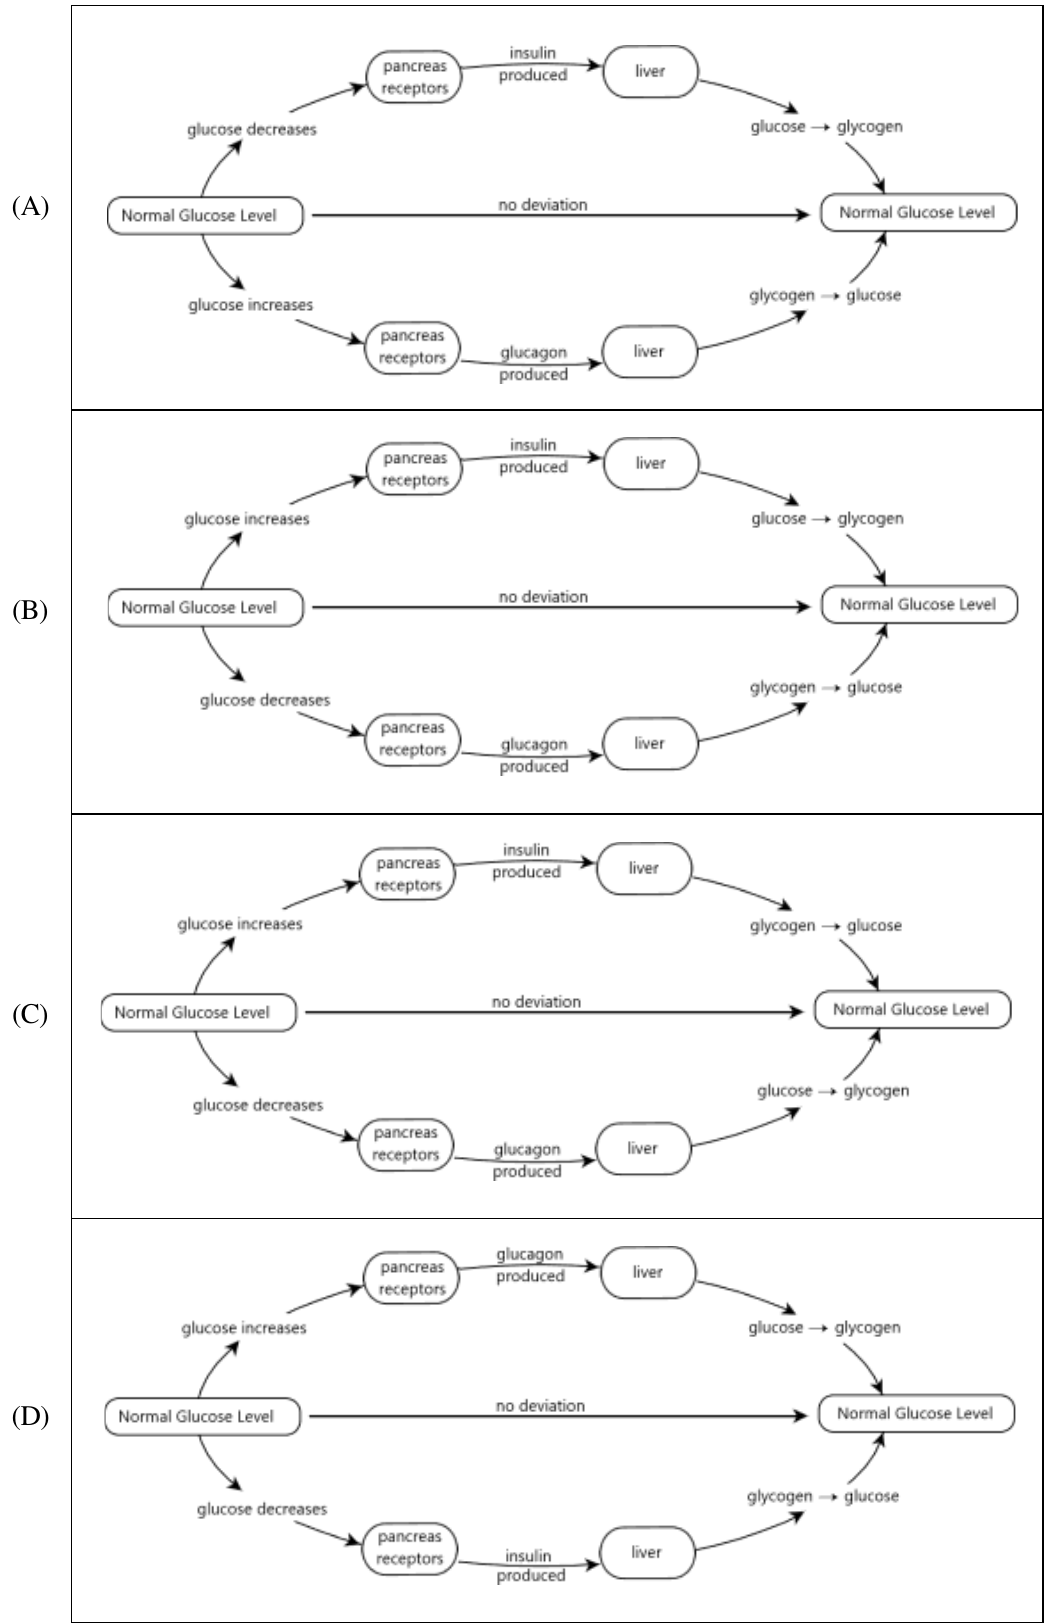 (A)
insulin
produced
pancreas
receptors
liver
glucose decreases
glucose → glycogen
Normal Glucose Level
no deviation
Normal Glucose Level
glucose increases
glycogen → glucose
pancreas
receptors
glucagon
produced
liver
(B)
insulin
produced
pancreas
receptors
liver
glucose increases
glucose → glycogen
Normal Glucose Level
no deviation
Normal Glucose Level
glucose decreases
glycogen → glucose
pancreas
receptors
glucagon
produced
liver
(C)
insulin
produced
pancreas
receptors
liver
glucose increases
glycogen → glucose
Normal Glucose Level
no deviation
Normal Glucose Level
glucose decreases
glucose → glycogen
pancreas
receptors
glucagon
produced
liver
(D)
glucagon
produced
pancreas
receptors
liver
glucose increases
glucose → glycogen
Normal Glucose Level
no deviation
Normal Glucose Level
glucose decreases
glycogen → glucose
pancreas
receptors
insulin
produced
liver